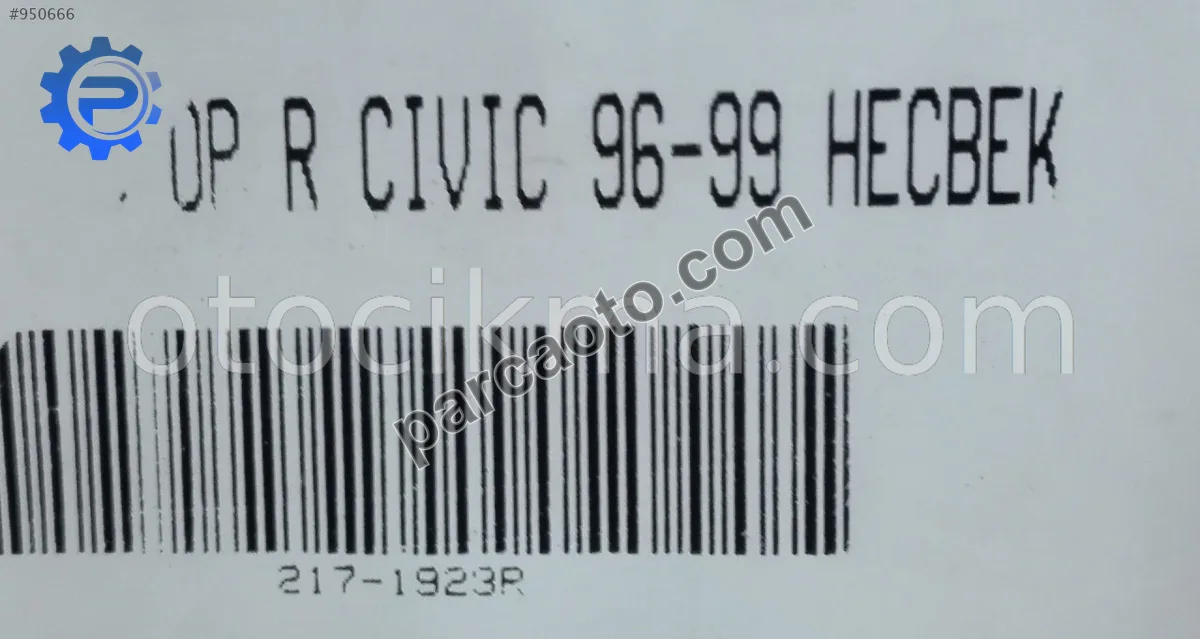 #950666
UP R CIVIC 96-99 HECBEK
otocikma.com
parcaoto.com
217-1923R